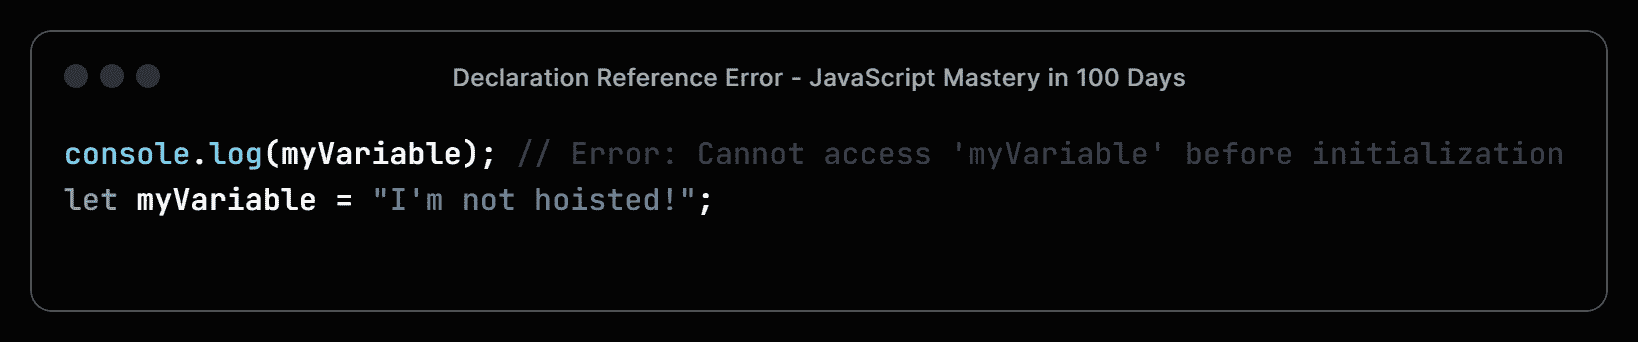 Declaration Reference Error - JavaScript Mastery in 100 Days
console.log(myVariable); // Error: Cannot access 'myVariable' before initialization
let myVariable = "I'm not hoisted!";